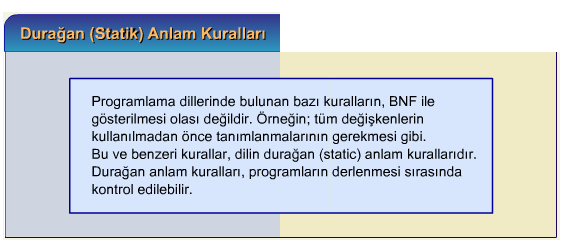 Durağan (Statik) Anlam Kuralları
Programlama dillerinde bulunan bazı kuralların, BNF ile
gösterilmesi olası değildir. Örneğin; tüm değişkenlerin
kullanılmadan önce tanımlanmalarının gerekmesi gibi.
Bu ve benzeri kurallar, dilin durağan (static) anlam kurallarıdır.
Durağan anlam kuralları, programların derlenmesi sırasında
kontrol edilebilir.